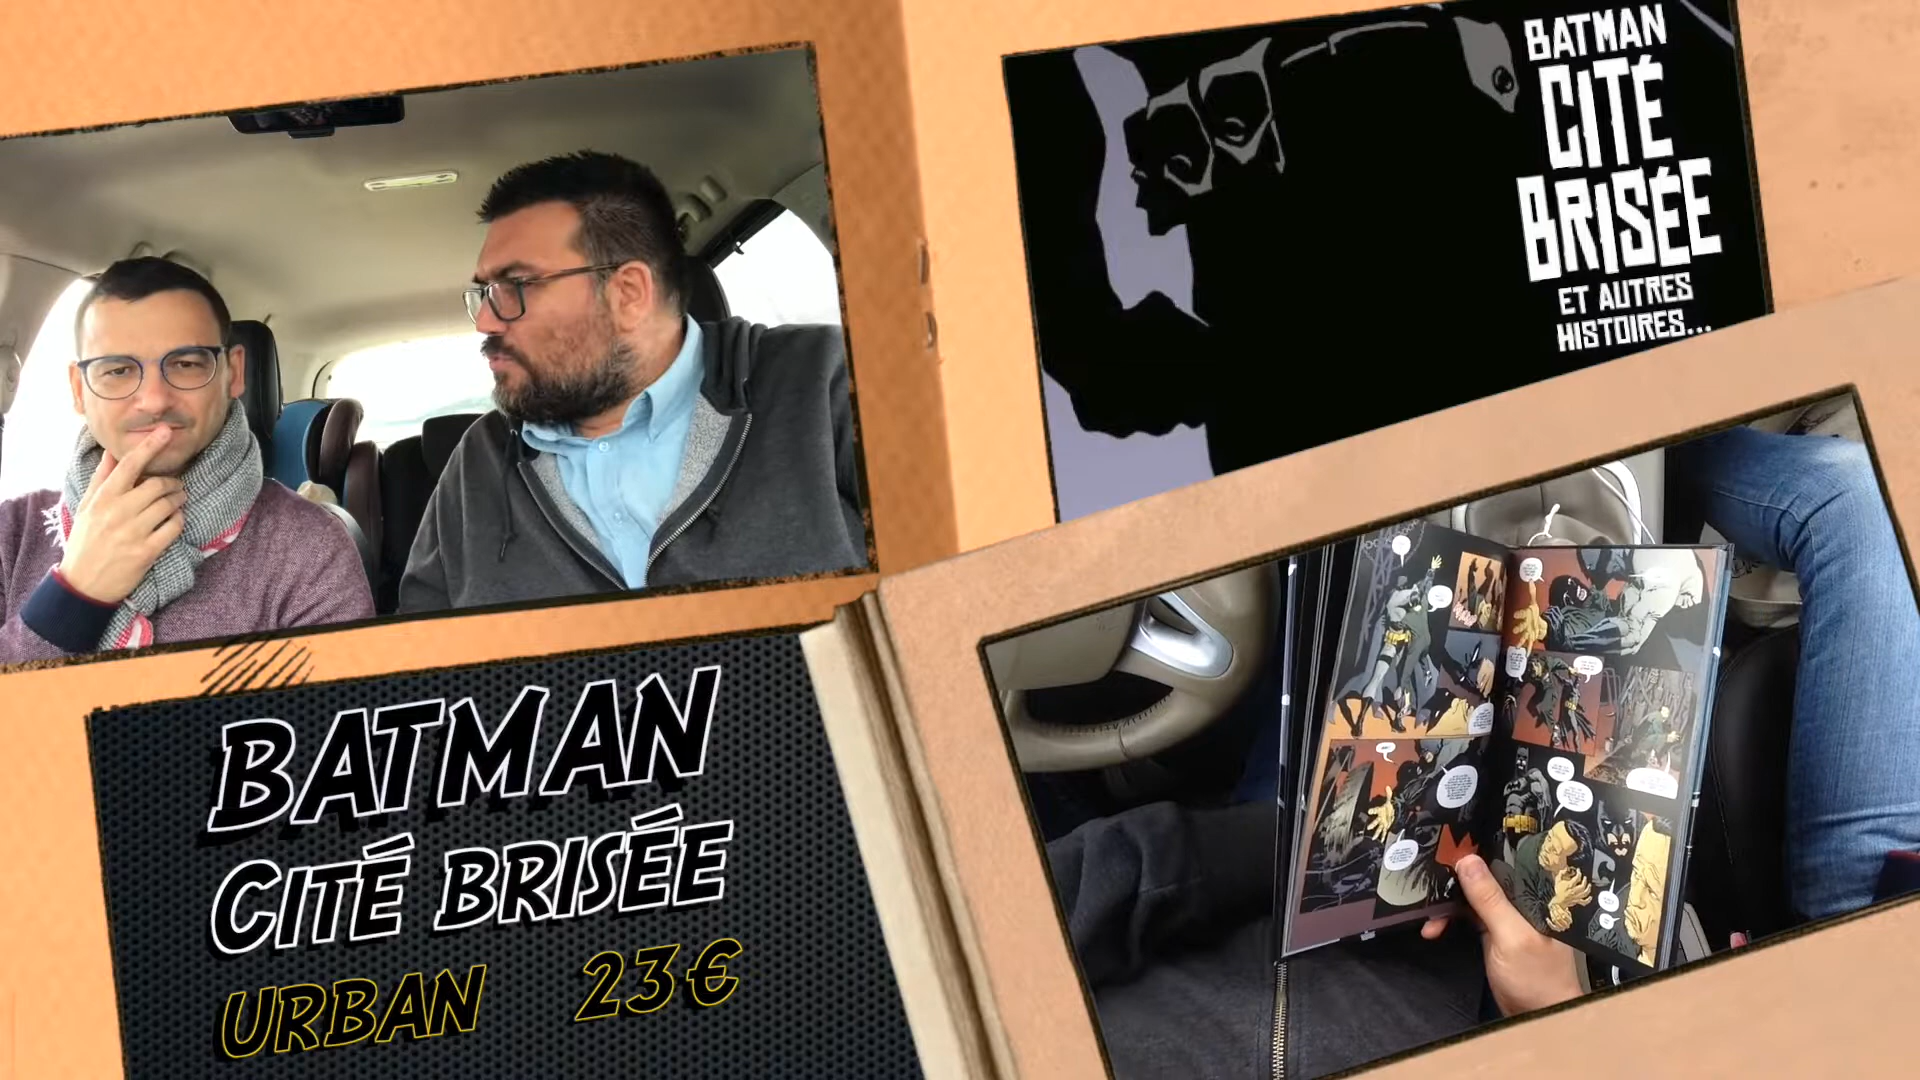 BATMAN
CITÉ
BRISÉE
ET AUTRES
HISTOIRES...
BATMAN
CITÉ BRISÉE
URBAN 23€